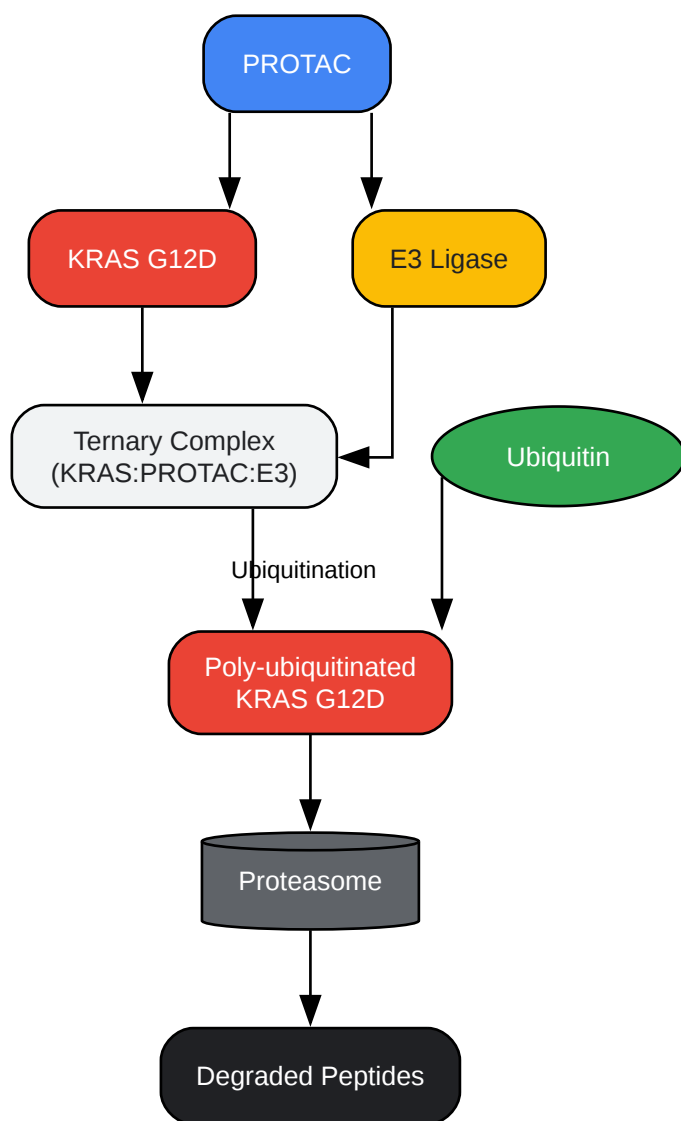 PROTAC
KRAS G12D
E3 Ligase
Ternary Complex
(KRAS:PROTAC:E3)
Ubiquitin
Ubiquitination
Poly-ubiquitinated
KRAS G12D
Proteasome
Degraded Peptides